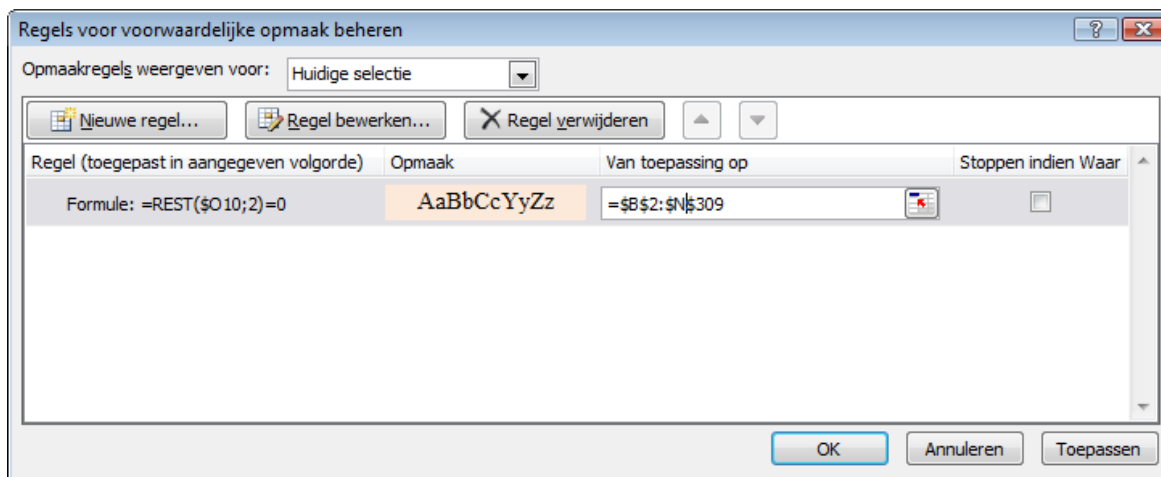 Regels voor voorwaardelijke opmaak beheren
Opmaakregels weergeven voor: Huidige selectie
Nieuwe regel... Regel bewerken... Regel verwijderen
Regel (toegepast in aangegeven volgorde) Opmaak Van toepassing op Stoppen indien Waar
Formule: =REST($O10;2)=0 AaBbCcYyZz =$B$2:$N$309
OK Annuleren Toepassen